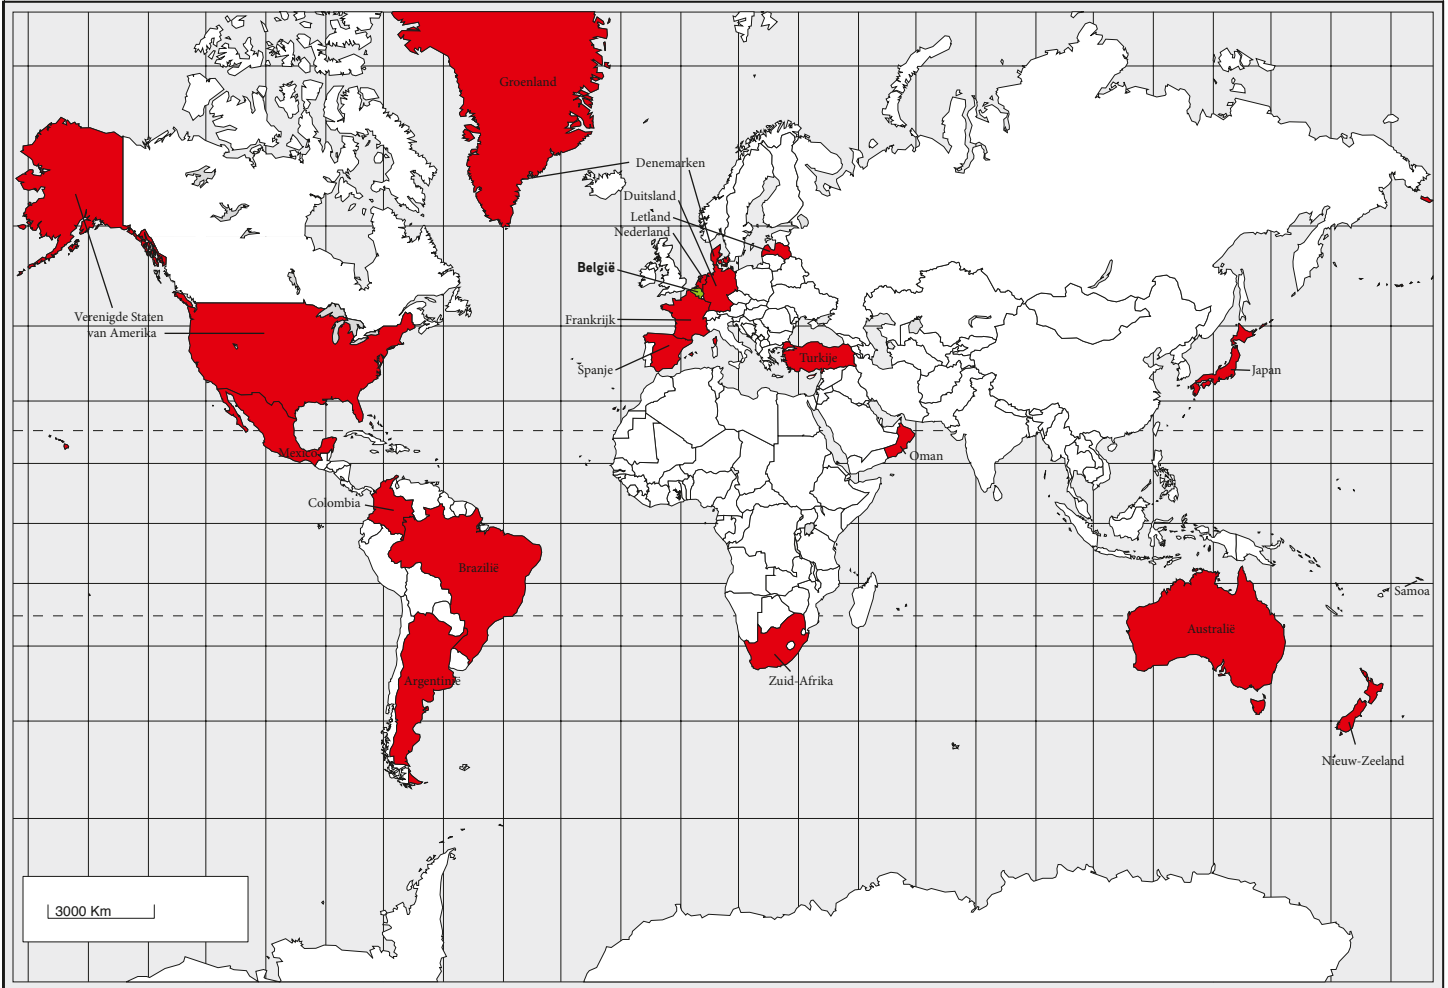 Groenland
Denemarken
Duitsland
Letland
Nederland
België
Verenigde Staten
van Amerika
Frankrijk
Spanje
Turkije
Japan
Mexico
Oman
Colombia
Brazilië
Samoa
Australië
Argentinië
Zuid-Afrika
Nieuw-Zeeland
3000 Km